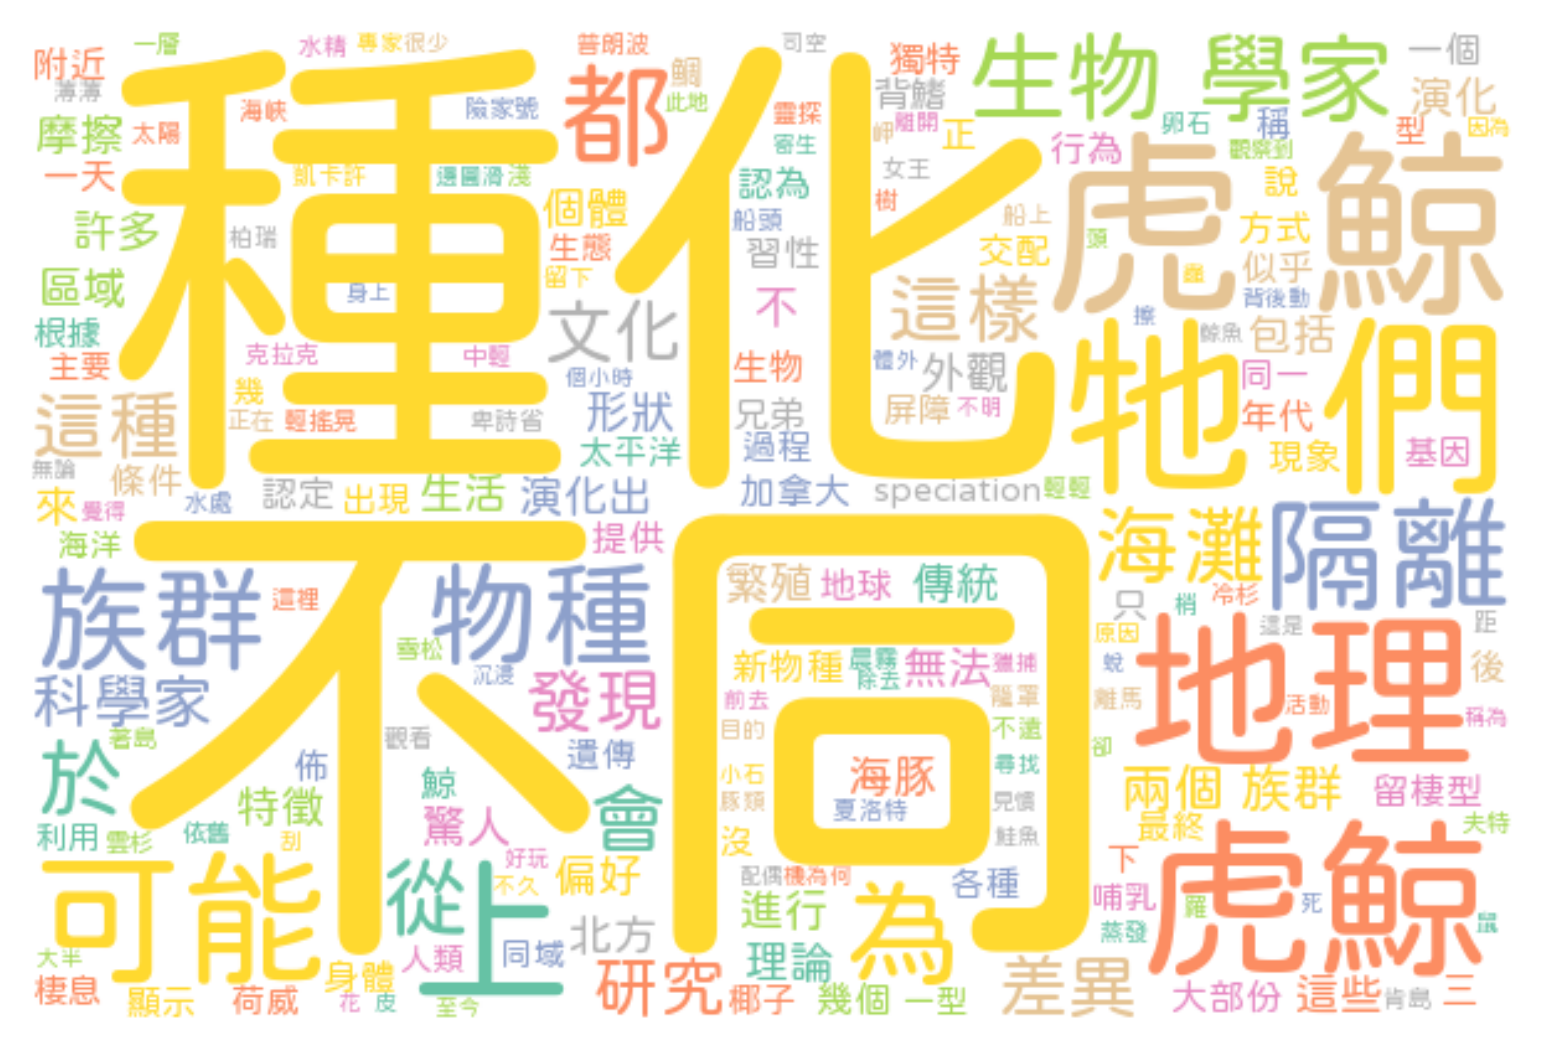 種化
不同
虎鯨
牠們
隔離
地理
虎鯨
生物 學家
都
族群
物種
可能
從
上
為
會
於
海灘
發現
研究
差異
科學家
這種
這樣
文化
附近
一層
水精
專家很少
普朗波
鯛
司空
獨特
一個
薄薄
背鰭
演化
海峽
險家號
此地
靈探
岬
離開
正
卵石
稱
型
因為
摩擦
太陽
寄生
行為
觀察到
一天
凱卡許
邊圓滑淺
認為
女王
說
個體
樹
許多
柏瑞
生態
船頭
船上
方式
習性
交配
頭
似乎
區域
留下
身上
不
背後動
根據
擦
鯨魚
包括
主要
克拉克
中輕
生物
體外
外觀
同一
幾
個小時
屏障
不明
年代
正在
輕搖晃
卑詩省
形狀
兄弟
現象
基因
無論
條件
太平洋
過程
來
覺得
水處
認定
出現
生活
演化出
加拿大
speciation
輕輕
海洋
提供
這裡
繁殖
地球
傳統
只
梢
冷杉
這是
距
雪松
沉浸
新物種
晨霧
除去
無法
獵捕
原因
蛻
後
著島
觀看
前去
籠罩
離馬
活動
稱為
目的
不遠
卻
佈
鯨
遺傳
小石
海豚
尋找
兩個 族群
留棲型
特徵
驚人
豚類
夏洛特
見慣
利用
雲杉
依舊
刮
沒
鮭魚
最終
夫特
好玩
不久
偏好
配偶
機為何
各種
下
哺乳
羅
死
鼠
進行
蒸發
大半
人類
同域
北方
理論
棲息
顯示
荷威
身體
花
皮
至今
椰子
幾個 一型
大部份
這些
肯島
三